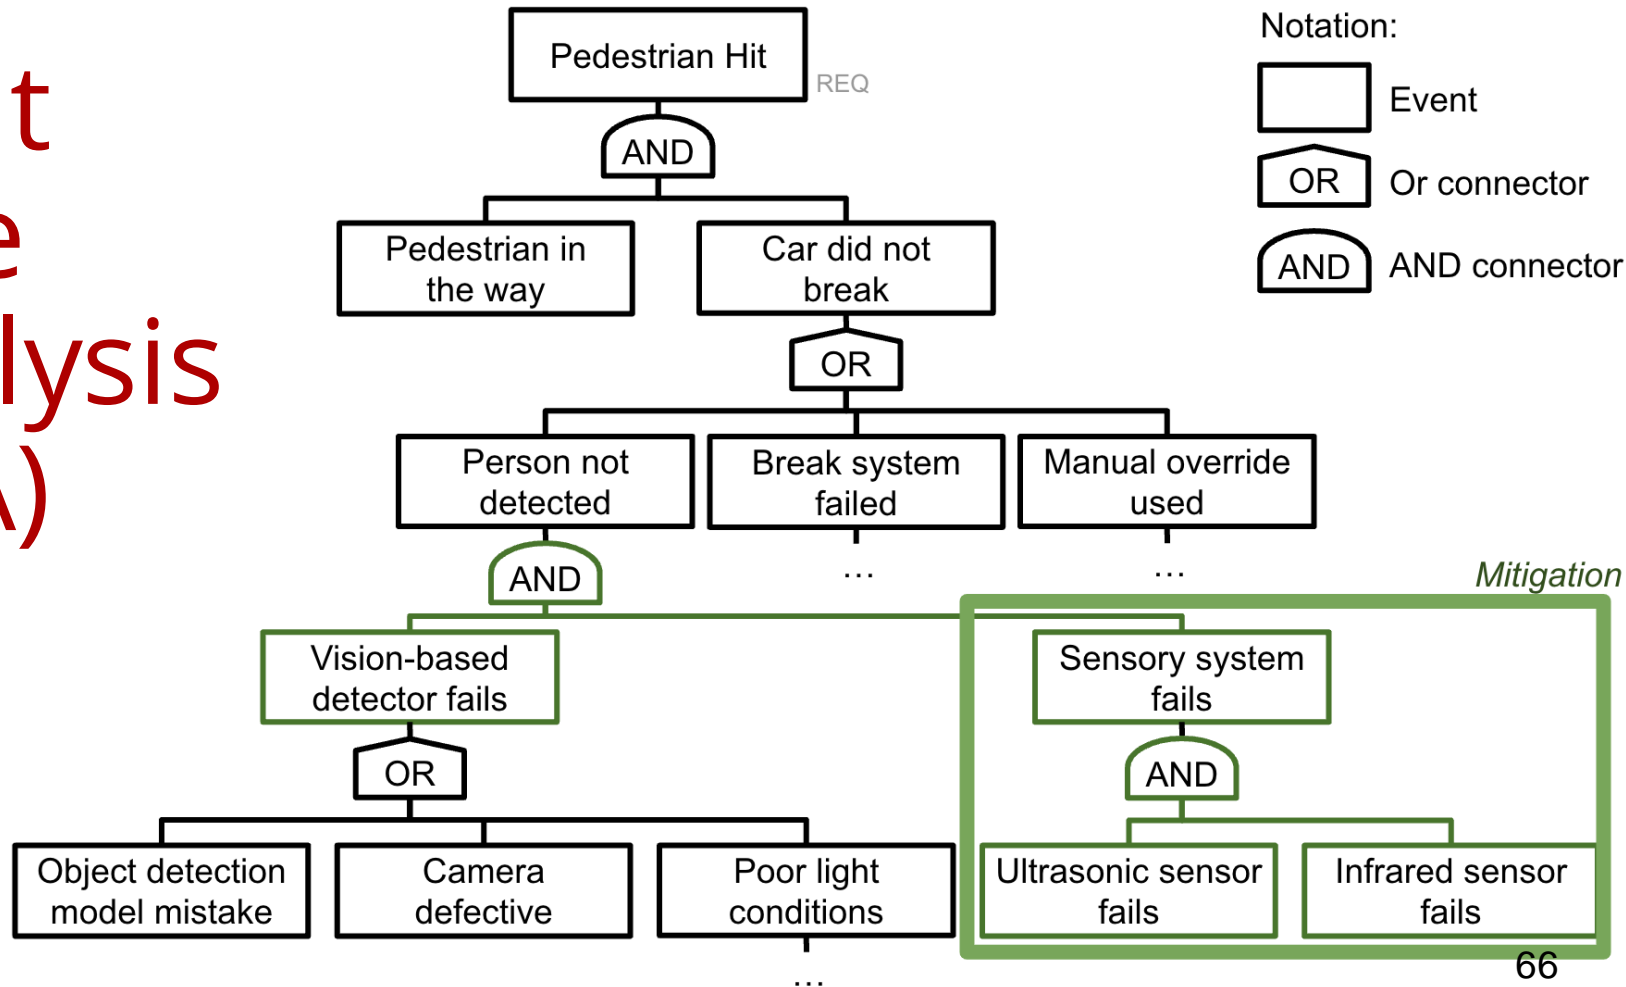 t
e
lysis
A)
Pedestrian Hit
REQ
AND
Pedestrian in
the way
Car did not
break
OR
Person not
detected
Break system
failed
Manual override
used
AND
...
...
Mitigation
Vision-based
detector fails
Sensory system
fails
OR
AND
Object detection
model mistake
Camera
defective
Poor light
conditions
Ultrasonic sensor
fails
Infrared sensor
fails
...
66
Notation:
Event
OR
Or connector
AND
AND connector